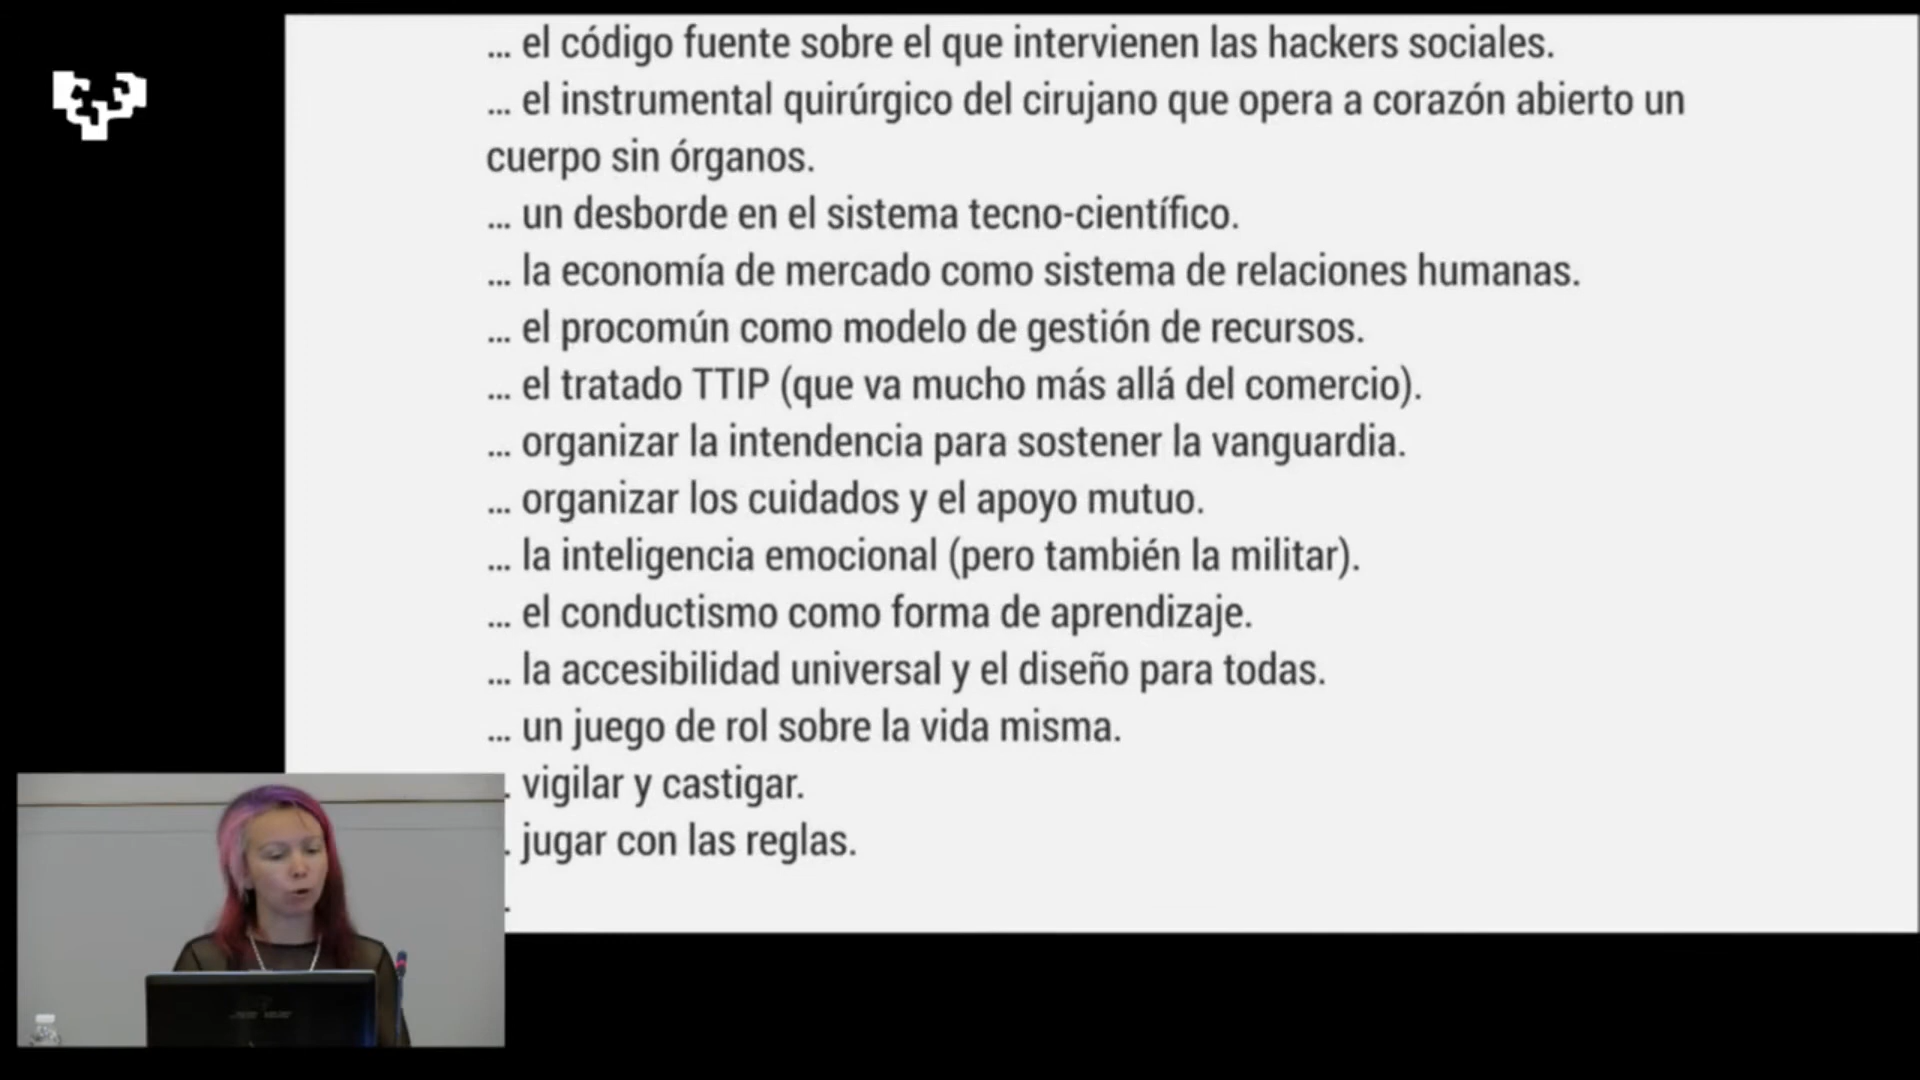 ... el código fuente sobre el que intervienen las hackers sociales.
... el instrumental quirúrgico del cirujano que opera a corazón abierto un
cuerpo sin órganos.
... un desborde en el sistema tecno-científico.
... la economía de mercado como sistema de relaciones humanas.
... el procomún como modelo de gestión de recursos.
... el tratado TTIP (que va mucho más allá del comercio).
... organizar la intendencia para sostener la vanguardia.
... organizar los cuidados y el apoyo mutuo.
... la inteligencia emocional (pero también la militar).
... el conductismo como forma de aprendizaje.
... la accesibilidad universal y el diseño para todas.
... un juego de rol sobre la vida misma.
. vigilar y castigar.
. jugar con las reglas.
.